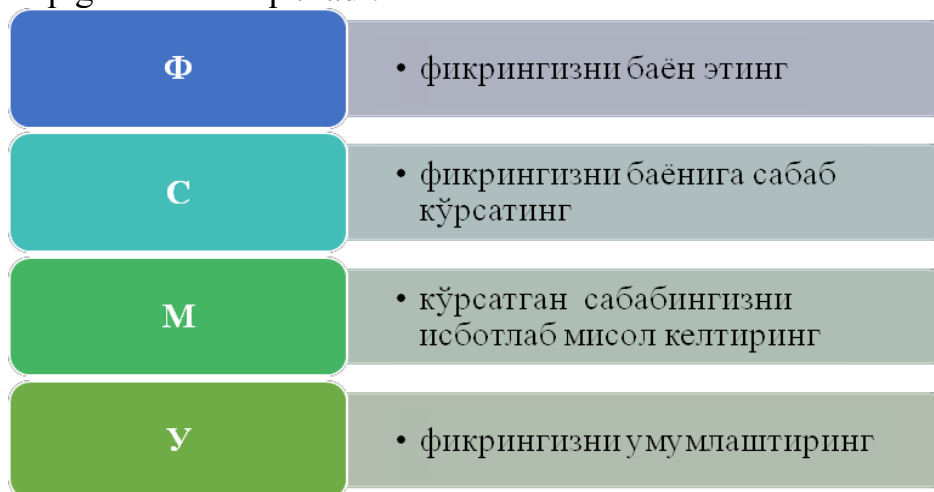 Ф
• фикрингизни баён этинг
С
• фикрингизни баёнига сабаб
кўрсатинг
М
• кўрсатган сабабингизни
исботлаб мисол келтиринг
У
• фикрингизни умумлаштиринг